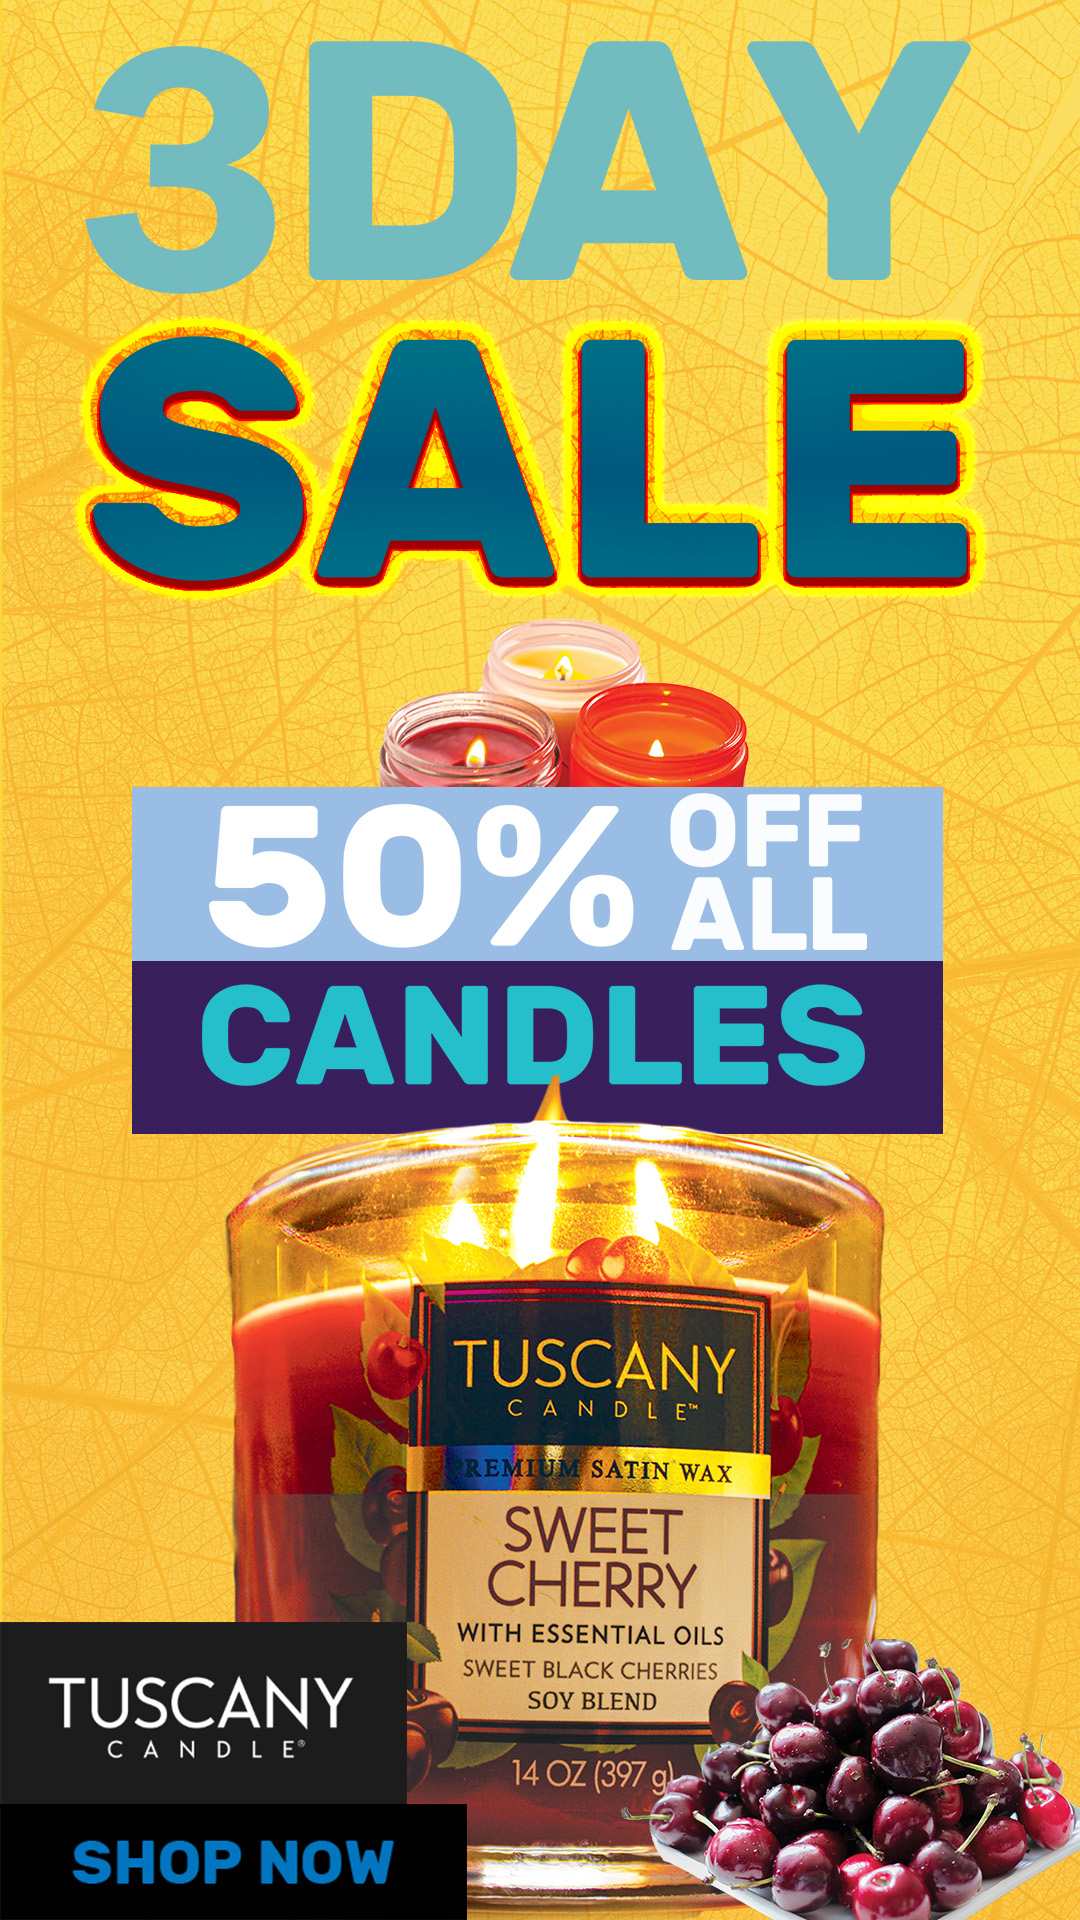 3DAY
SALE
50% OFF
ALL
CANDLES
TUSCANY
CANDLE™
PREMIUM SATIN WAX
SWEET
CHERRY
WITH ESSENTIAL OILS
SWEET BLACK CHERRIES
SOY BLEND
14 OZ (397 g)
TUSCANY
CANDLE®
SHOP NOW